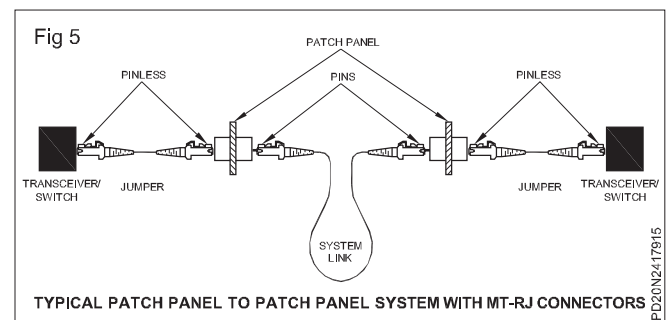 Fig 5
PATCH PANEL
PINLESS
PINS
PINLESS
TRANSCEIVER/
SWITCH
JUMPER
SYSTEM
LINK
JUMPER
TRANSCEIVER/
SWITCH
TYPICAL PATCH PANEL TO PATCH PANEL SYSTEM WITH MT-RJ CONNECTORS
PD20N2417915